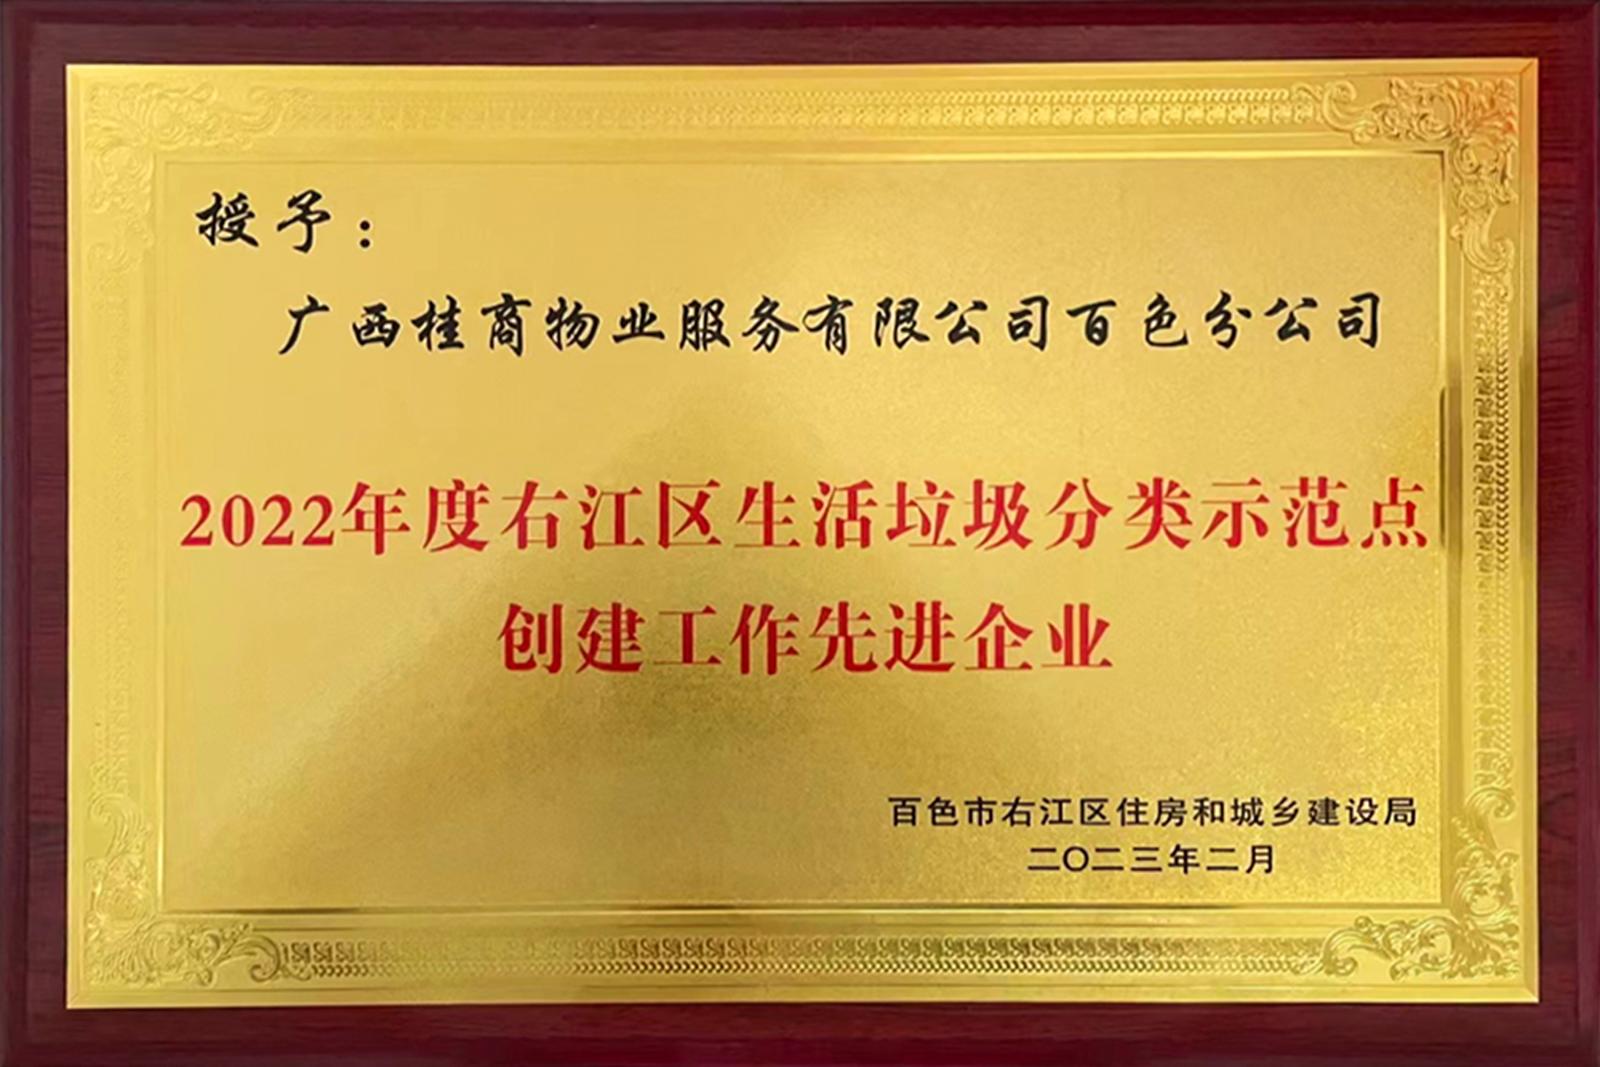 授予：
广西桂商物业服务有限公司百色分公司
2022年度右江区生活垃圾分类示范点
创建工作先进企业
百色市右江区住房和城乡建设局
二〇二三年二月